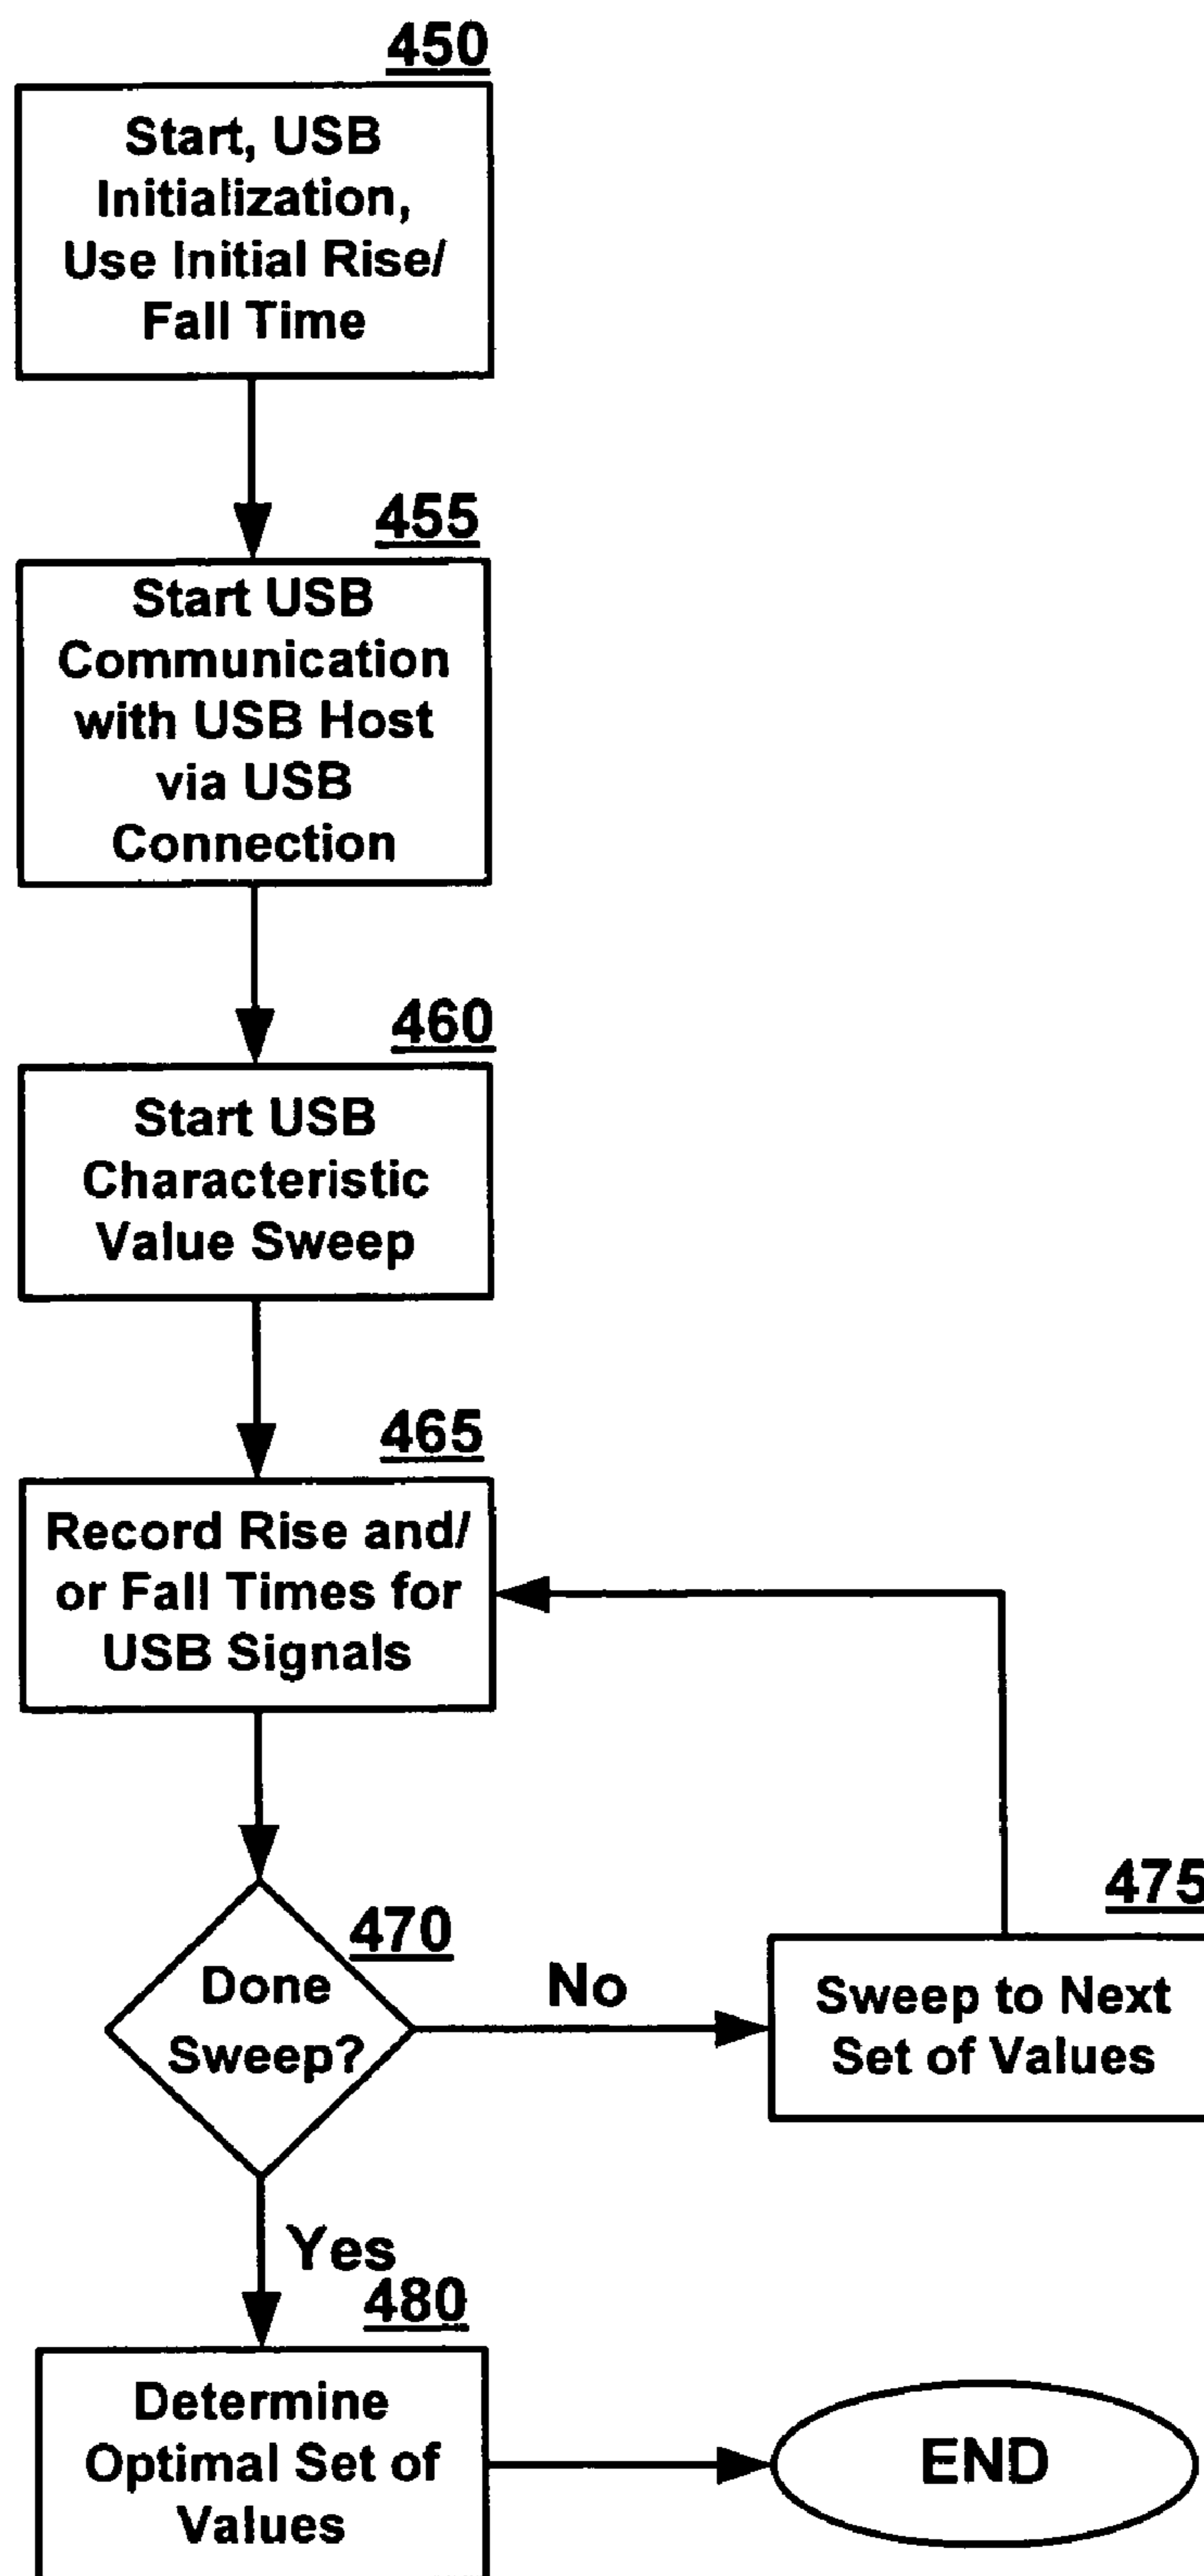 450
Start, USB
Initialization,
Use Initial Rise/
Fall Time
455
Start USB
Communication
with USB Host
via USB
Connection
460
Start USB
Characteristic
Value Sweep
465
Record Rise and/
or Fall Times for
USB Signals
470
Done
Sweep?
No
475
Sweep to Next
Set of Values
Yes
480
Determine
Optimal Set of
Values
END